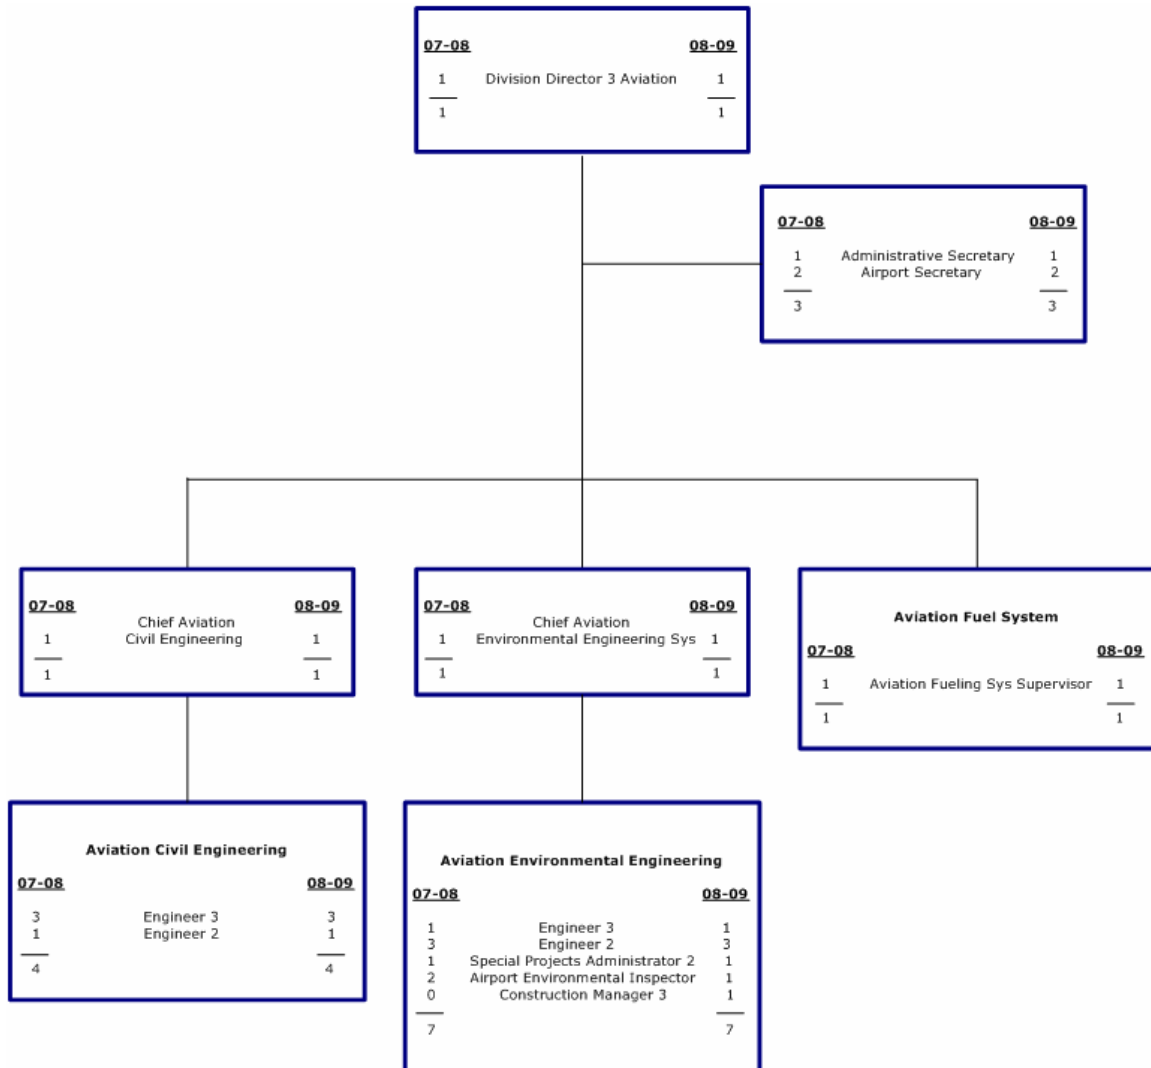 07-08 08-09
1 Division Director 3 Aviation 1
1 1
07-08 08-09
1 Administrative Secretary 1
2 Airport Secretary 2
3 3
07-08 08-09
Chief Aviation
1 Civil Engineering 1
1 1
07-08 08-09
Chief Aviation
1 Environmental Engineering Sys 1
1 1
Aviation Fuel System
07-08 08-09
1 Aviation Fueling Sys Supervisor 1
1 1
Aviation Civil Engineering
07-08 08-09
3 Engineer 3 3
1 Engineer 2 1
4 4
Aviation Environmental Engineering
07-08 08-09
1 Engineer 3 1
3 Engineer 2 3
1 Special Projects Administrator 2 1
2 Airport Environmental Inspector 1
0 Construction Manager 3 1
7 7